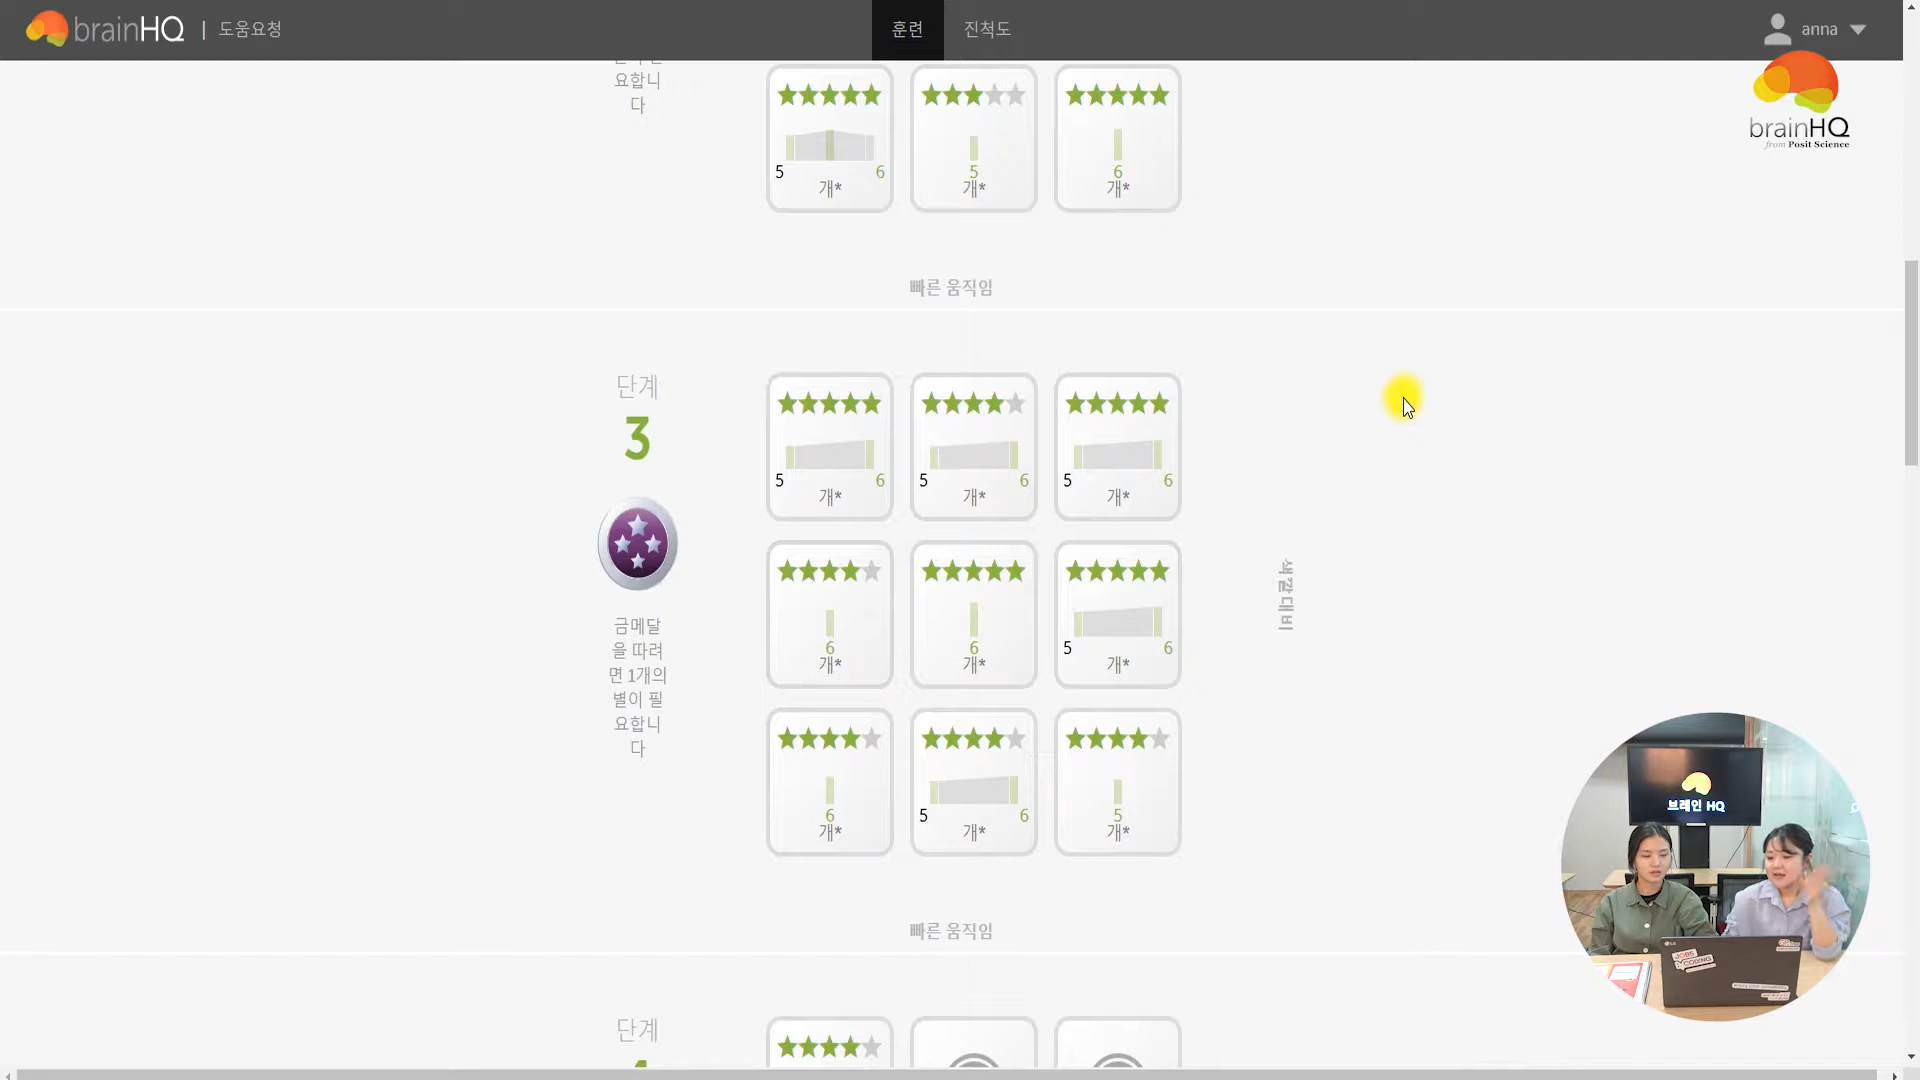 brainHQ | 도움요청
훈련
진척도
anna
brainHQ
from Posit Science
요합니
다
5 6
개*
5
개*
6
개*
빠른 움직임
단계
3
금메달
을 따려
면 1개의
별이 필
요합니
다
5 6
개*
5 6
개*
5 6
개*
6
개*
6
개*
5 6
개*
6
개*
5 6
개*
5
개*
색깔대비
빠른 움직임
단계
브레인 HQ
JOBS
CODING